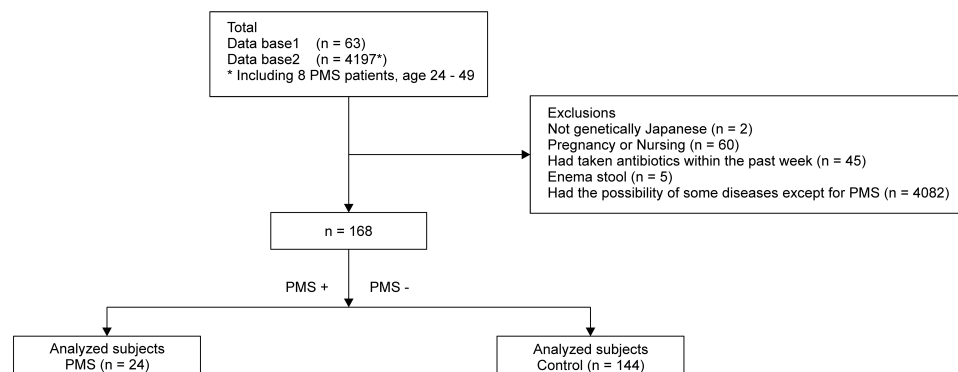 Total
Data base1 (n = 63)
Data base2 (n = 4197*)
* Including 8 PMS patients, age 24 - 49
Exclusions
Not genetically Japanese (n = 2)
Pregnancy or Nursing (n = 60)
Had taken antibiotics within the past week (n = 45)
Enema stool (n = 5)
Had the possibility of some diseases except for PMS (n = 4082)
n = 168
PMS + PMS -
Analyzed subjects
PMS (n = 24)
Analyzed subjects
Control (n = 144)